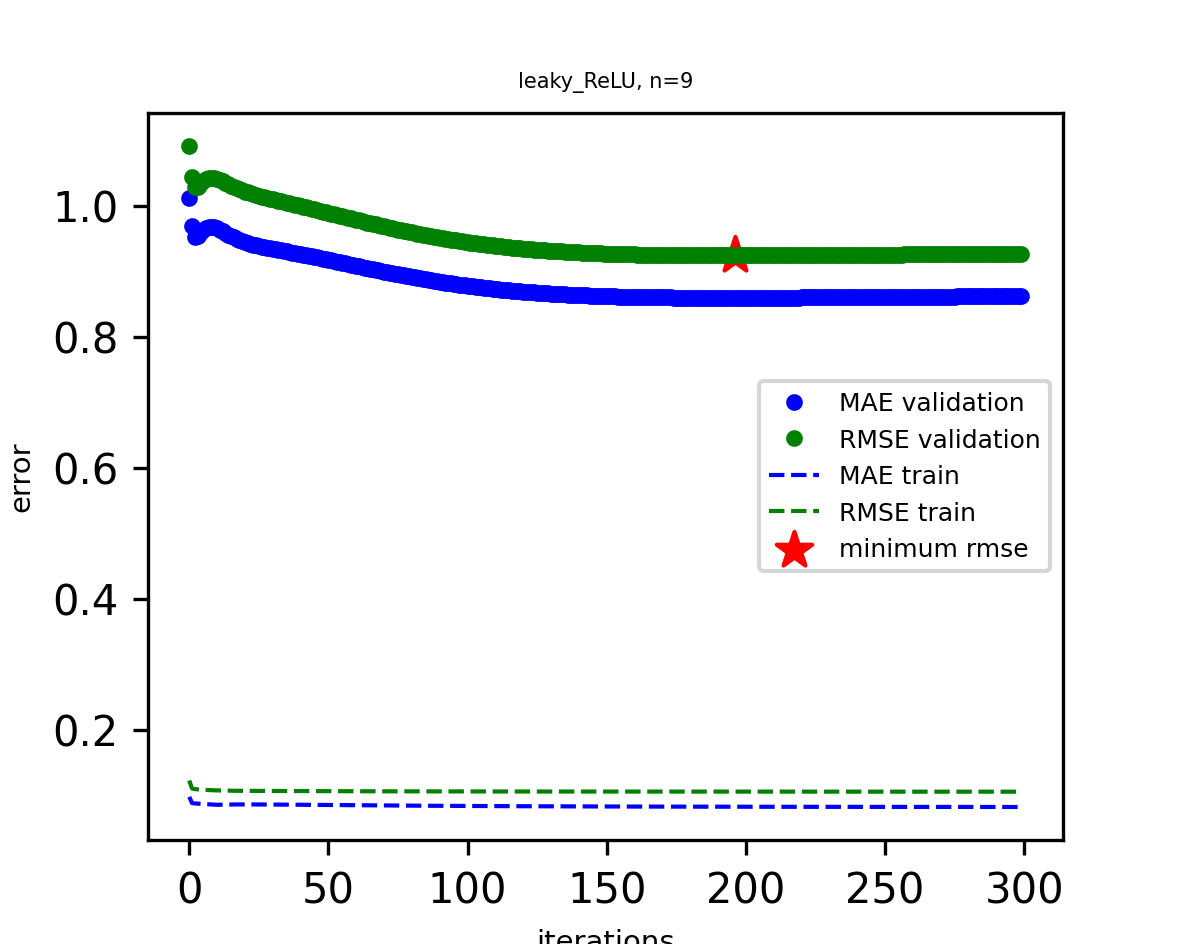 leaky_ReLU, n=9
1.0
0.8
0.6
0.4
0.2
error
MAE validation
RMSE validation
MAE train
RMSE train
minimum rmse
0 50 100 150 200 250 300
iterations